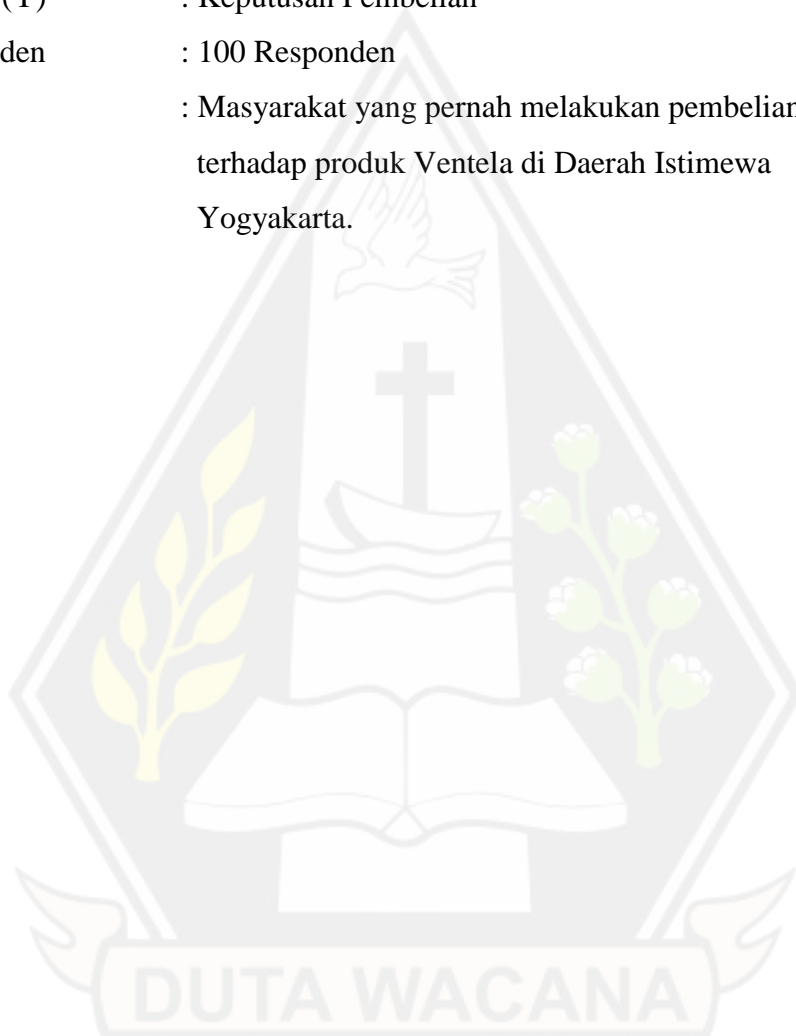 (Y) : Keputusan Pembelian
den : 100 Responden
: Masyarakat yang pernah melakukan pembelian
terhadap produk Ventela di Daerah Istimewa
Yogyakarta.
DUTA WACANA